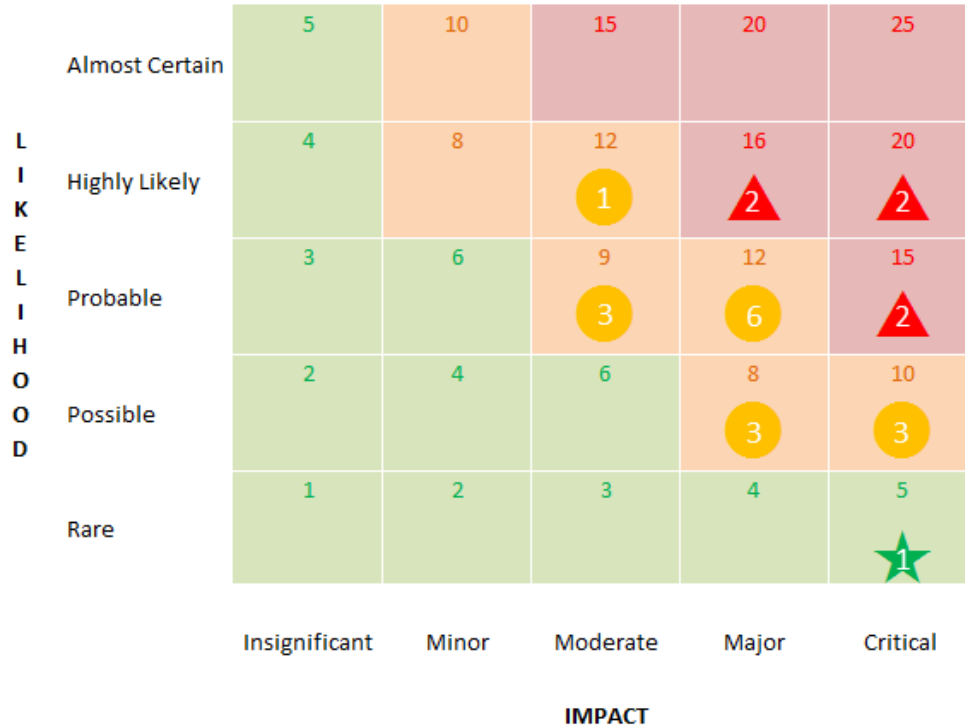 5 10 15 20 25
Almost Certain
4 8 12 16 20
Highly Likely
1 2 2
3 6 9 12 15
Probable
3 6 2
2 4 6 8 10
Possible
3 3
1 2 3 4 5
Rare
1
LIKELIHOOD
Insignificant Minor Moderate Major Critical
IMPACT